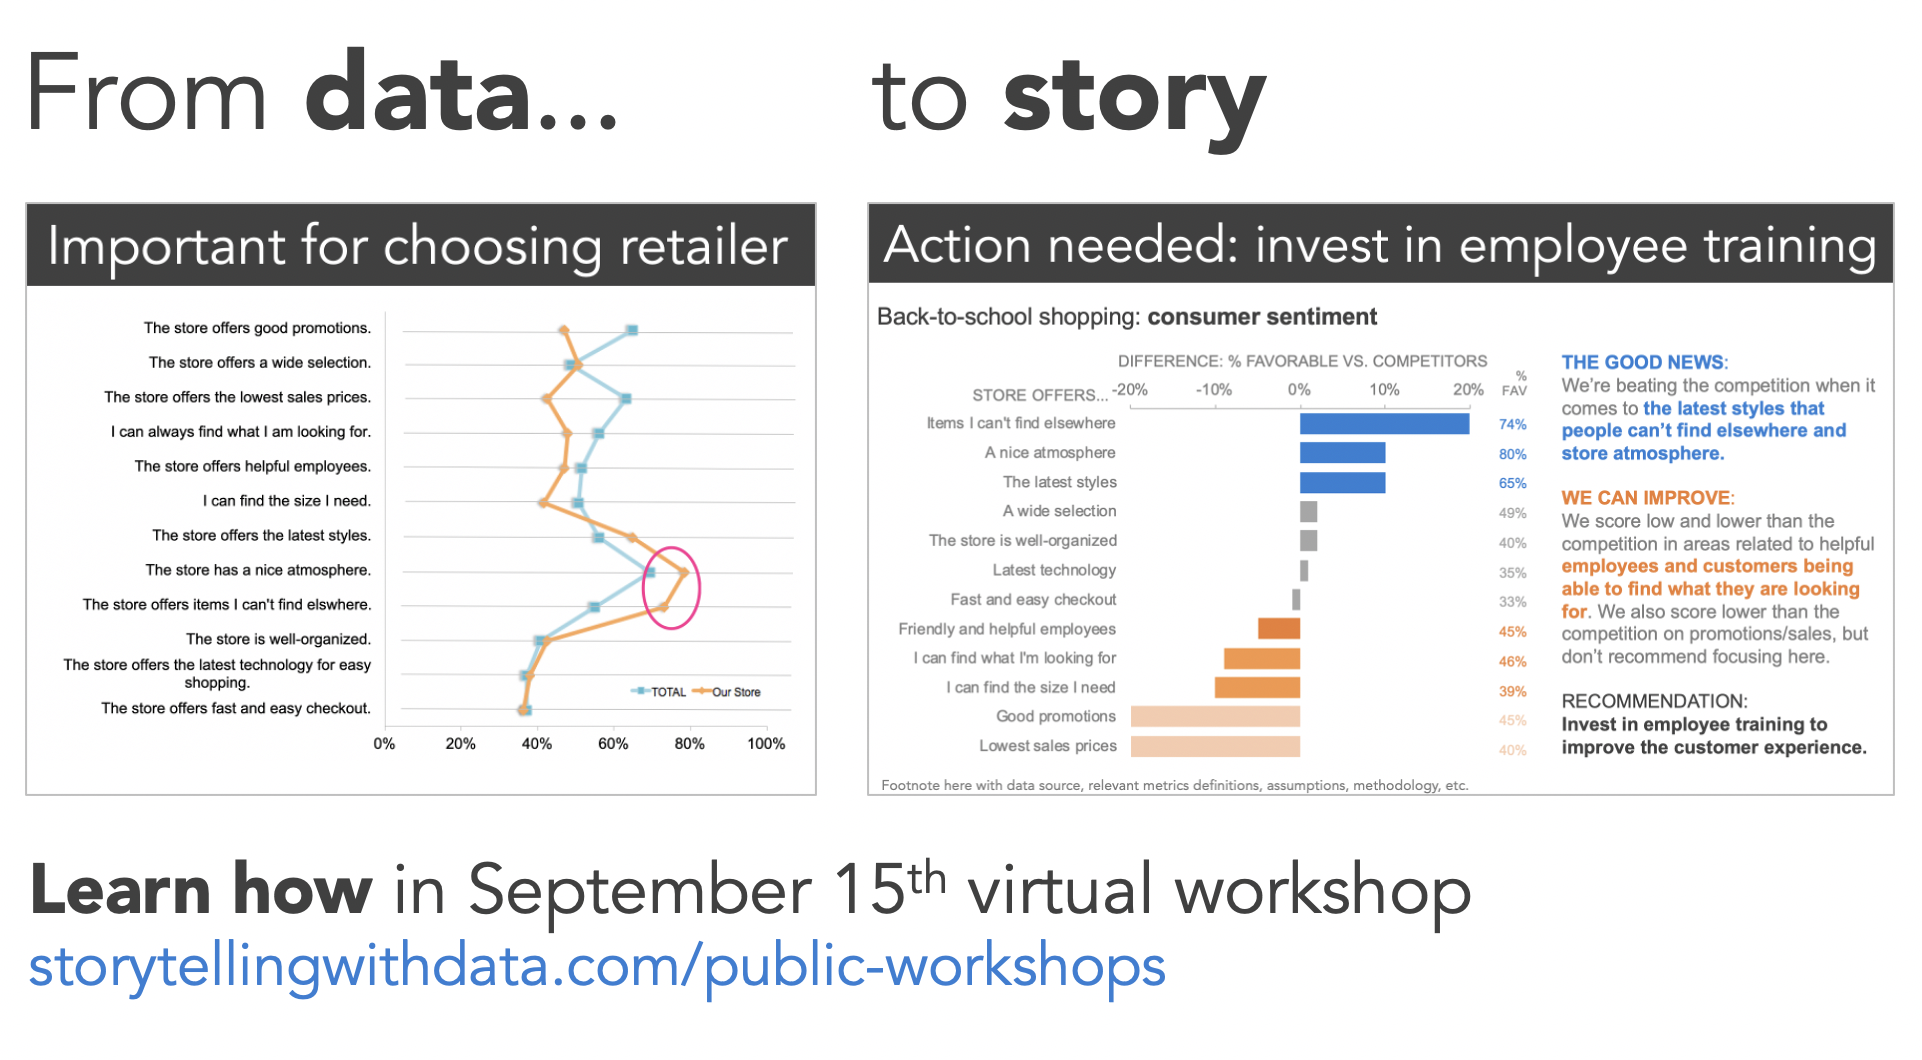 From data...
to story
Important for choosing retailer
The store offers good promotions.
The store offers a wide selection.
The store offers the lowest sales prices.
I can always find what I am looking for.
The store offers helpful employees.
I can find the size I need.
The store offers the latest styles.
The store has a nice atmosphere.
The store offers items I can't find elswhere.
The store is well-organized.
The store offers the latest technology for easy
shopping.
The store offers fast and easy checkout.
TOTAL Our Store
0% 20% 40% 60% 80% 100%
Action needed: invest in employee training
Back-to-school shopping: consumer sentiment
DIFFERENCE: % FAVORABLE VS. COMPETITORS
%
FAV
STORE OFFERS... -20% -10% 0% 10% 20%
Items I can't find elsewhere 74%
A nice atmosphere 80%
The latest styles 65%
A wide selection 49%
The store is well-organized 40%
Latest technology 35%
Fast and easy checkout 33%
Friendly and helpful employees 45%
I can find what I'm looking for 46%
I can find the size I need 39%
Good promotions 45%
Lowest sales prices 40%
THE GOOD NEWS:
We're beating the competition when it
comes to the latest styles that
people can't find elsewhere and
store atmosphere.
WE CAN IMPROVE:
We score low and lower than the
competition in areas related to helpful
employees and customers being
able to find what they are looking
for. We also score lower than the
competition on promotions/sales, but
don't recommend focusing here.
RECOMMENDATION:
Invest in employee training to
improve the customer experience.
Footnote here with data source, relevant metrics definitions, assumptions, methodology, etc.
Learn how in September 15th virtual workshop
storytellingwithdata.com/public-workshops